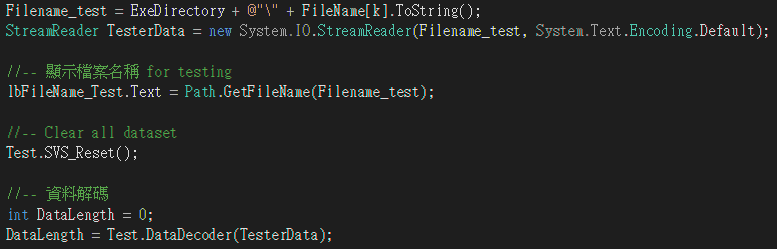 Filename_test = ExeDirectory + @"\" + FileName[k].ToString();
StreamReader TesterData = new System.IO.StreamReader(Filename_test, System.Text.Encoding.Default);
//-- 顯示檔案名稱 for testing
lbFileName_Test.Text = Path.GetFileName(Filename_test);
//-- Clear all dataset
Test.SVS_Reset();
//-- 資料解碼
int DataLength = 0;
DataLength = Test.DataDecoder(TesterData);